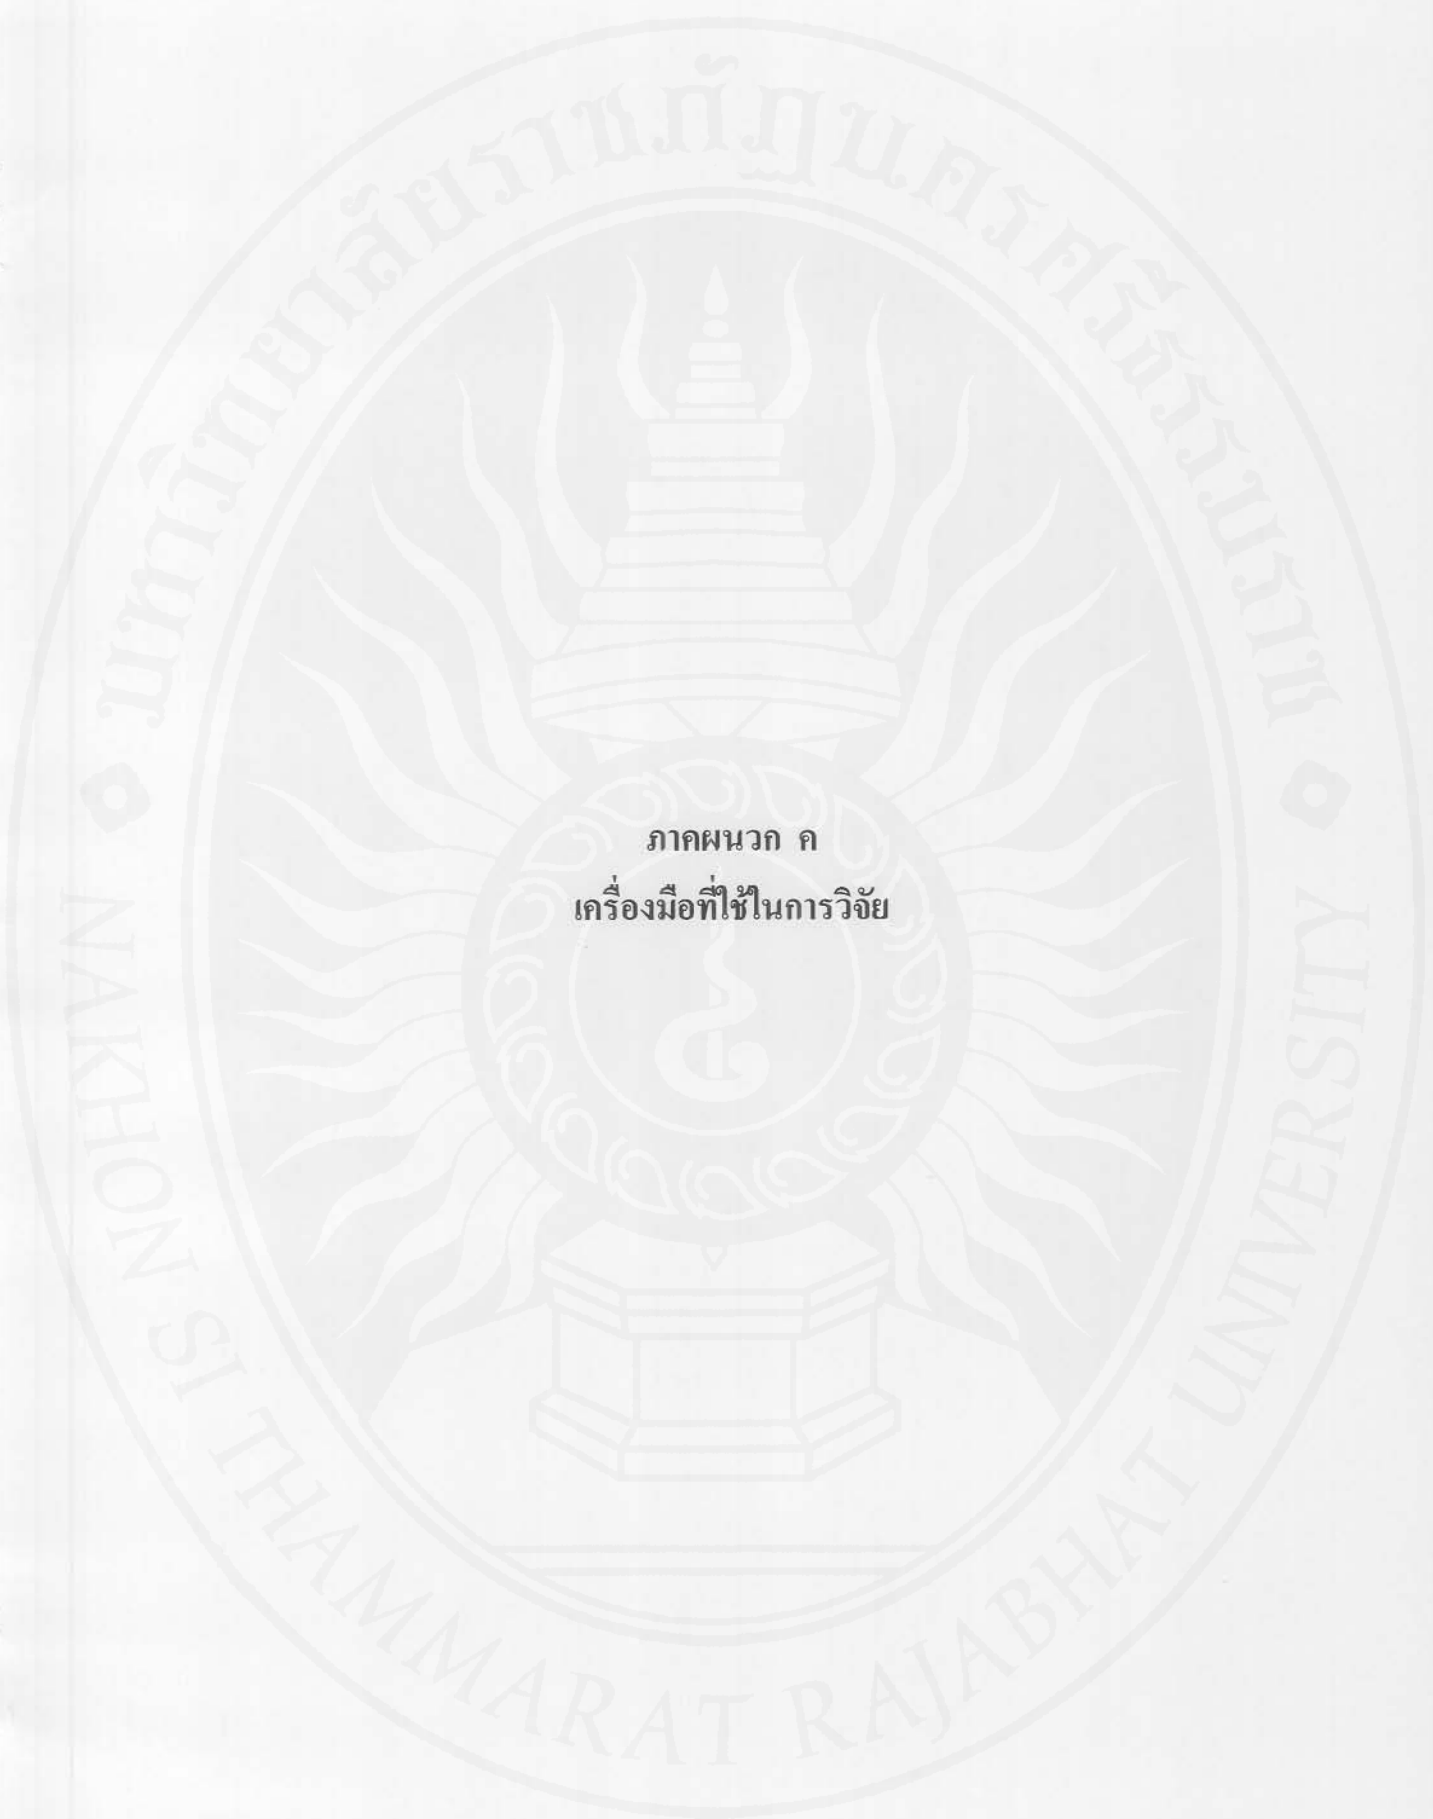 มหาวิทยาลัยราชภัฏนครศรีธรรมราช
ภาคผนวก ค
เครื่องมือที่ใช้ในการวิจัย
NAKHON SI THAMMARAT RAJABHAT UNIVERSITY